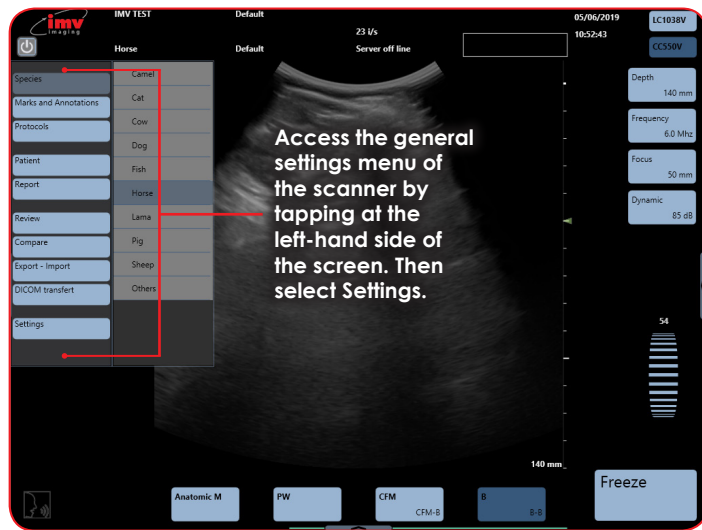 imv
imaging
IMV TEST
Default
05/06/2019
LC1038V
23 i/s
10:52:43
Horse
Default
Server off line
CC550V
Species
Marks and Annotations
Protocols
Patient
Report
Review
Compare
Export - Import
DICOM transfert
Settings
Camel
Cat
Cow
Dog
Fish
Horse
Lama
Pig
Sheep
Others
Access the general
settings menu of
the scanner by
tapping at the
left-hand side of
the screen. Then
select Settings.
Depth
140 mm
Frequency
6.0 Mhz
Focus
50 mm
Dynamic
85 dB
54
140 mm
Anatomic M
PW
CFM
CFM-B
B
B-B
Freeze